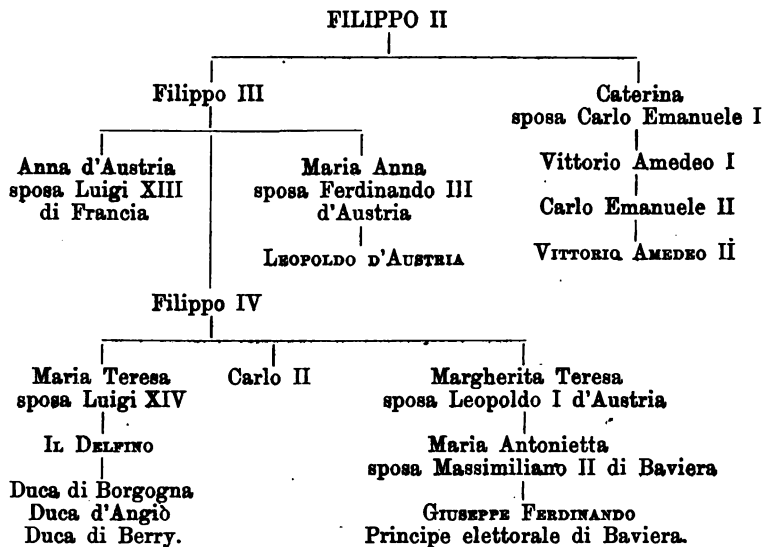 FILIPPO II
Filippo III
Caterina
sposa Carlo Emanuele I
Anna d'Austria
sposa Luigi XIII
di Francia
Maria Anna
sposa Ferdinando III
d'Austria
Leopoldo d'Austria
Vittorio Amedeo I
Carlo Emanuele II
Vittorio Amedeo II
Filippo IV
Maria Teresa
sposa Luigi XIV
Carlo II
Margherita Teresa
sposa Leopoldo I d'Austria
Il Delfino
Maria Antonietta
sposa Massimiliano II di Baviera
Duca di Borgogna
Duca d'Angiò
Duca di Berry.
Giuseppe Ferdinando
Principe elettorale di Baviera.